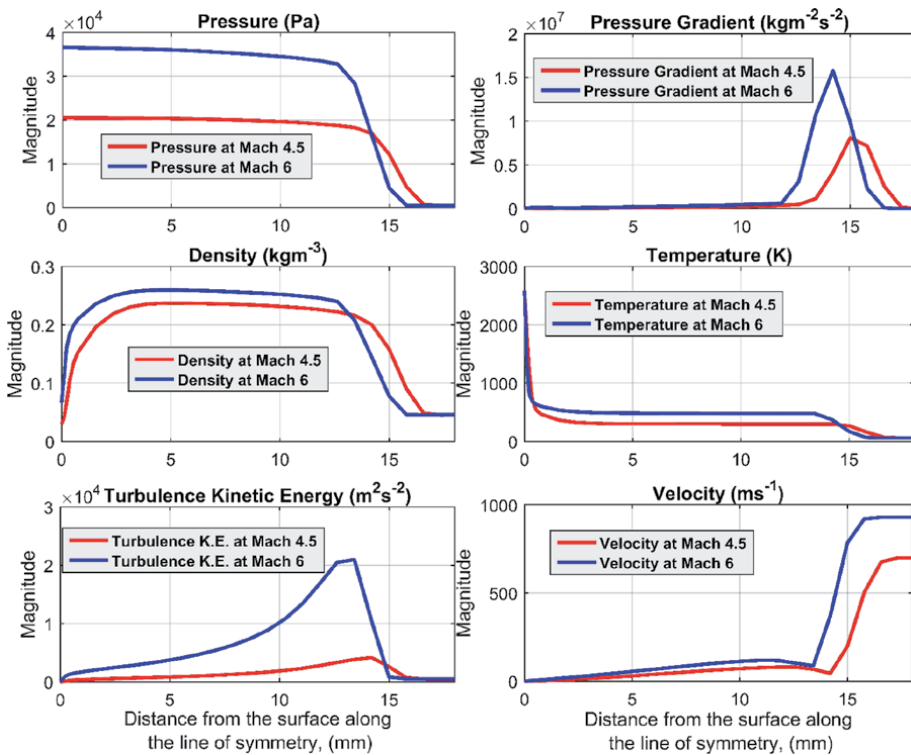 Pressure (Pa)
×10⁴
4
3
2
1
0
Magnitude
Pressure at Mach 4.5
Pressure at Mach 6
0 5 10 15
Pressure Gradient (kgm⁻²s⁻²)
×10⁷
2
1.5
1
0.5
0
Magnitude
Pressure Gradient at Mach 4.5
Pressure Gradient at Mach 6
0 5 10 15
Density (kgm⁻³)
0.3
0.2
0.1
0
Magnitude
Density at Mach 4.5
Density at Mach 6
0 5 10 15
Temperature (K)
3000
2000
1000
0
Magnitude
Temperature at Mach 4.5
Temperature at Mach 6
0 5 10 15
Turbulence Kinetic Energy (m²s⁻²)
×10⁴
3
2
1
0
Magnitude
Turbulence K.E. at Mach 4.5
Turbulence K.E. at Mach 6
0 5 10 15
Distance from the surface along
the line of symmetry, (mm)
Velocity (ms⁻¹)
1000
500
0
Magnitude
Velocity at Mach 4.5
Velocity at Mach 6
0 5 10 15
Distance from the surface along
the line of symmetry, (mm)